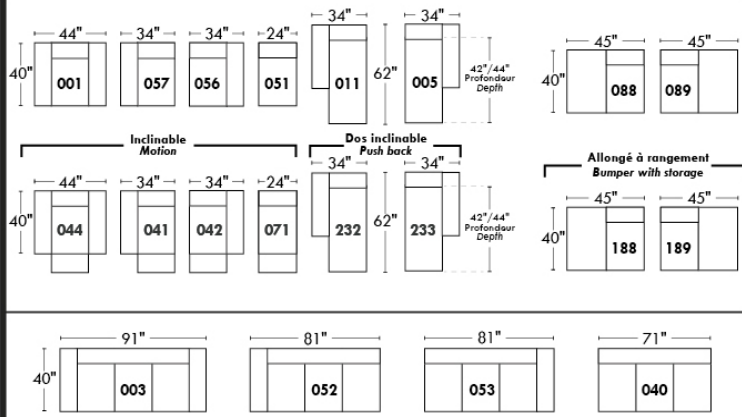 44" 34" 34" 24" 34" 34" 45" 45"
40" 001 057 056 051 011 62" 005 42"/44" Profondeur Depth 40" 088 089
Inclinable
Motion
Dos inclinable
Push back
Allongé à rangement
Bumper with storage
44" 34" 34" 24" 34" 34" 45" 45"
40" 044 041 042 071 232 62" 233 42"/44" Profondeur Depth 40" 188 189
91" 81" 81" 71"
40" 003 052 053 040